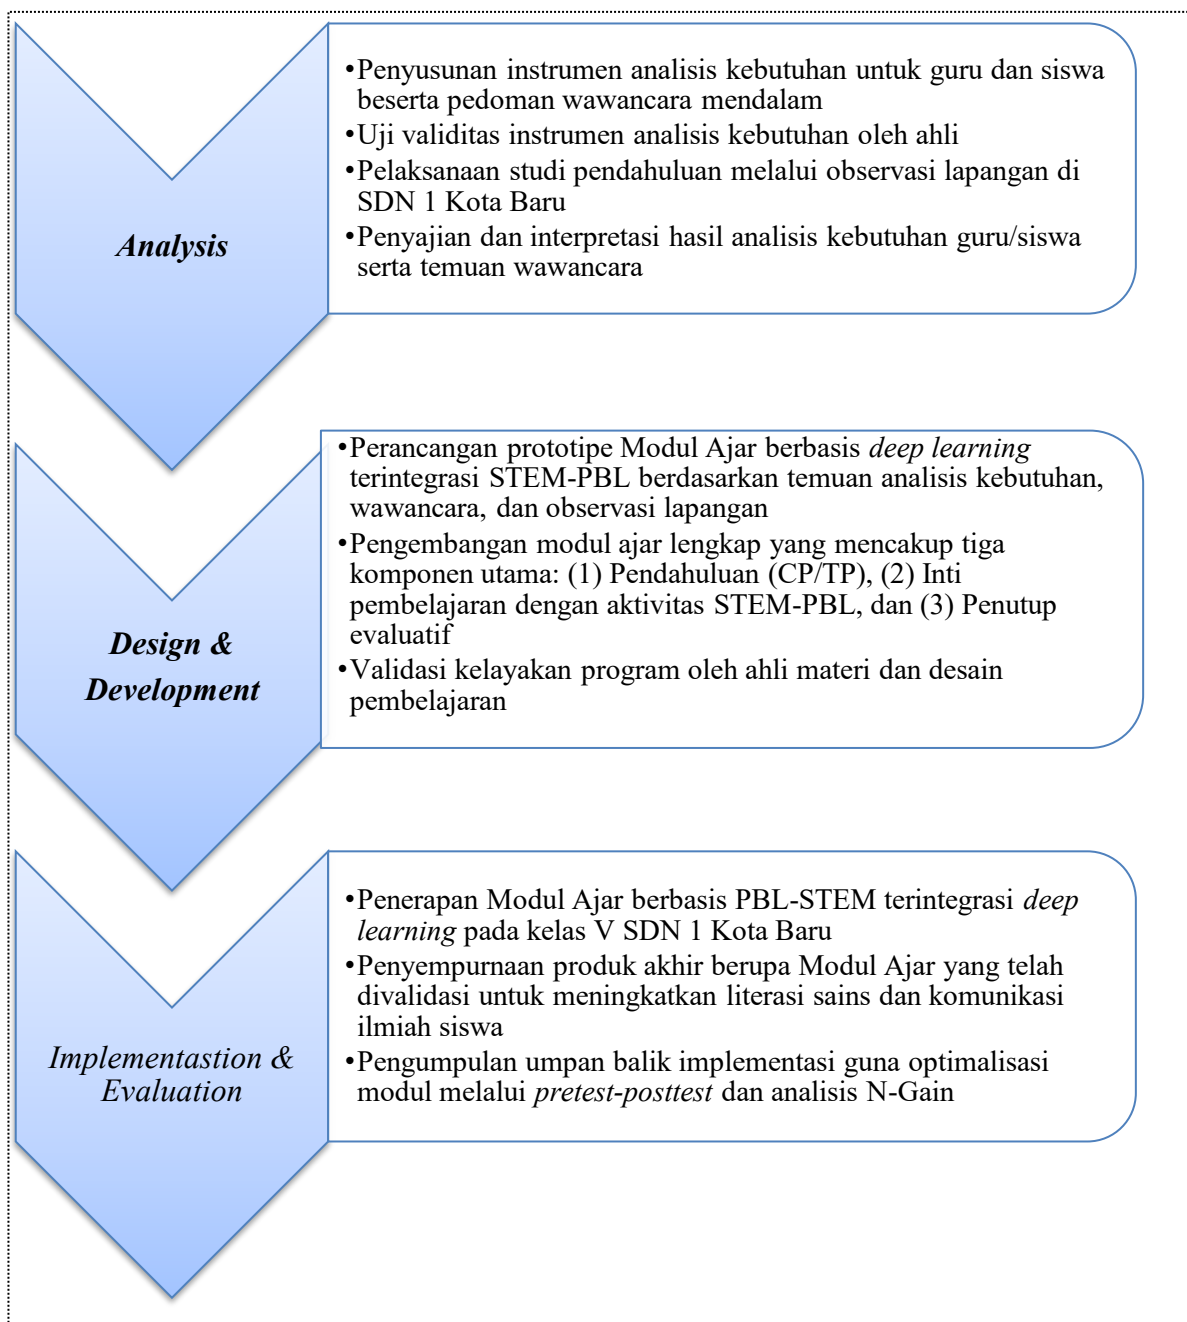 Analysis
•Penyusunan instrumen analisis kebutuhan untuk guru dan siswa
beserta pedoman wawancara mendalam
•Uji validitas instrumen analisis kebutuhan oleh ahli
•Pelaksanaan studi pendahuluan melalui observasi lapangan di
SDN 1 Kota Baru
•Penyajian dan interpretasi hasil analisis kebutuhan guru/siswa
serta temuan wawancara
Design &
Development
•Perancangan prototipe Modul Ajar berbasis deep learning
terintegrasi STEM-PBL berdasarkan temuan analisis kebutuhan,
wawancara, dan observasi lapangan
•Pengembangan modul ajar lengkap yang mencakup tiga
komponen utama: (1) Pendahuluan (CP/TP), (2) Inti
pembelajaran dengan aktivitas STEM-PBL, dan (3) Penutup
evaluatif
•Validasi kelayakan program oleh ahli materi dan desain
pembelajaran
Implementastion &
Evaluation
•Penerapan Modul Ajar berbasis PBL-STEM terintegrasi deep
learning pada kelas V SDN 1 Kota Baru
•Penyempurnaan produk akhir berupa Modul Ajar yang telah
divalidasi untuk meningkatkan literasi sains dan komunikasi
ilmiah siswa
•Pengumpulan umpan balik implementasi guna optimalisasi
modul melalui pretest-posttest dan analisis N-Gain